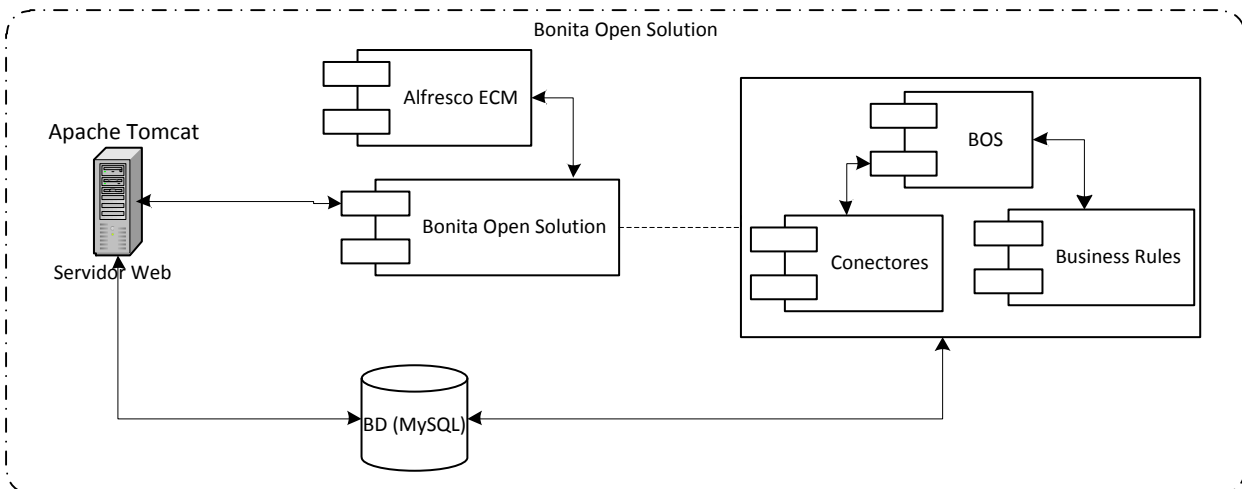 Bonita Open Solution
Alfresco ECM
Apache Tomcat
BOS
Bonita Open Solution
Conectores
Business Rules
Servidor Web
BD (MySQL)